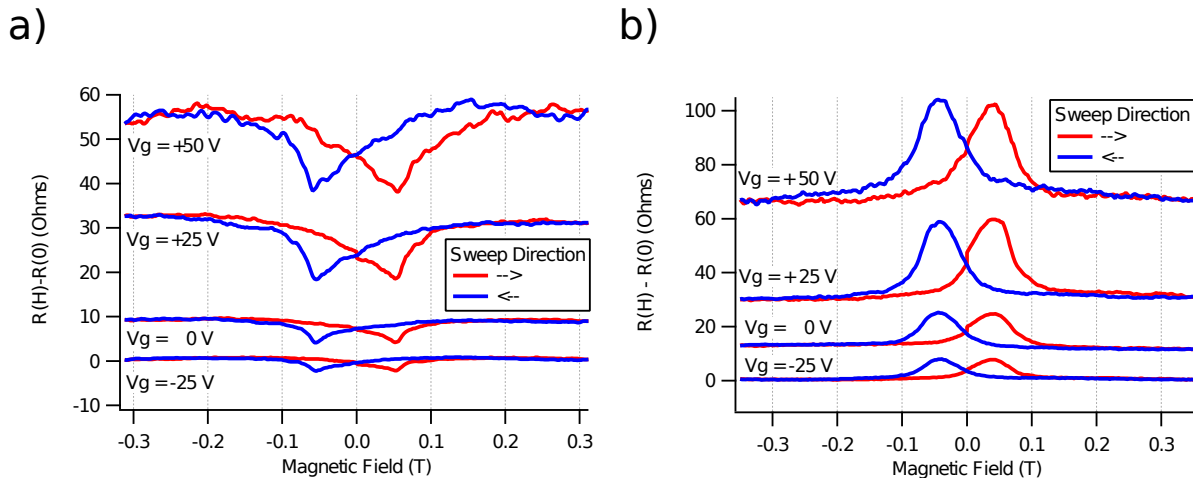 a)
60
50
40
30
20
10
0
-10
R(H)-R(0) (Ohms)
Vg = +50 V
Vg = +25 V
Vg = 0 V
Vg = -25 V
Sweep Direction
-->
<--
-0.3 -0.2 -0.1 0.0 0.1 0.2 0.3
Magnetic Field (T)
b)
100
80
60
40
20
0
R(H) - R(0) (Ohms)
Sweep Direction
-->
<--
Vg = +50 V
Vg = +25 V
Vg = 0 V
Vg = -25 V
-0.3 -0.2 -0.1 0.0 0.1 0.2 0.3
Magnetic Field (T)